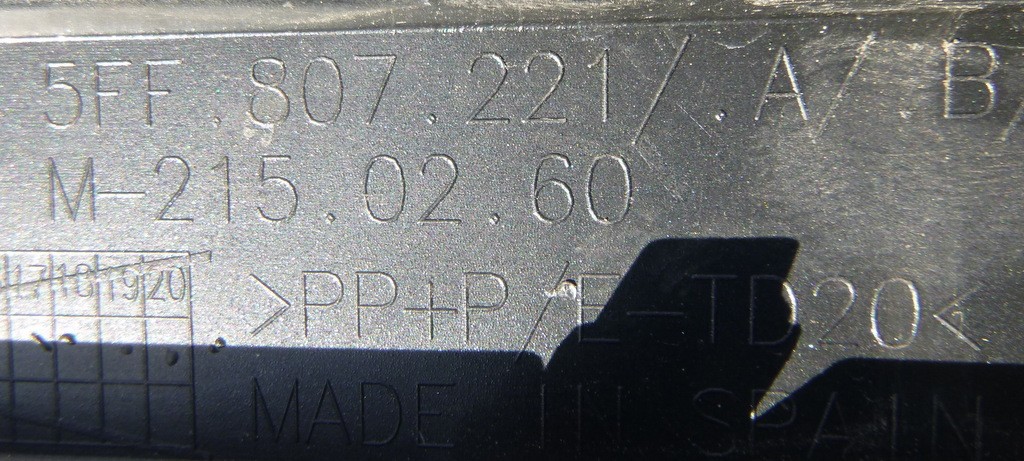 5FF.807.221/.A/.B/
M-215.02.60
17 18 19 20
>PP+P/E-TD20<
MADE IN SPAIN